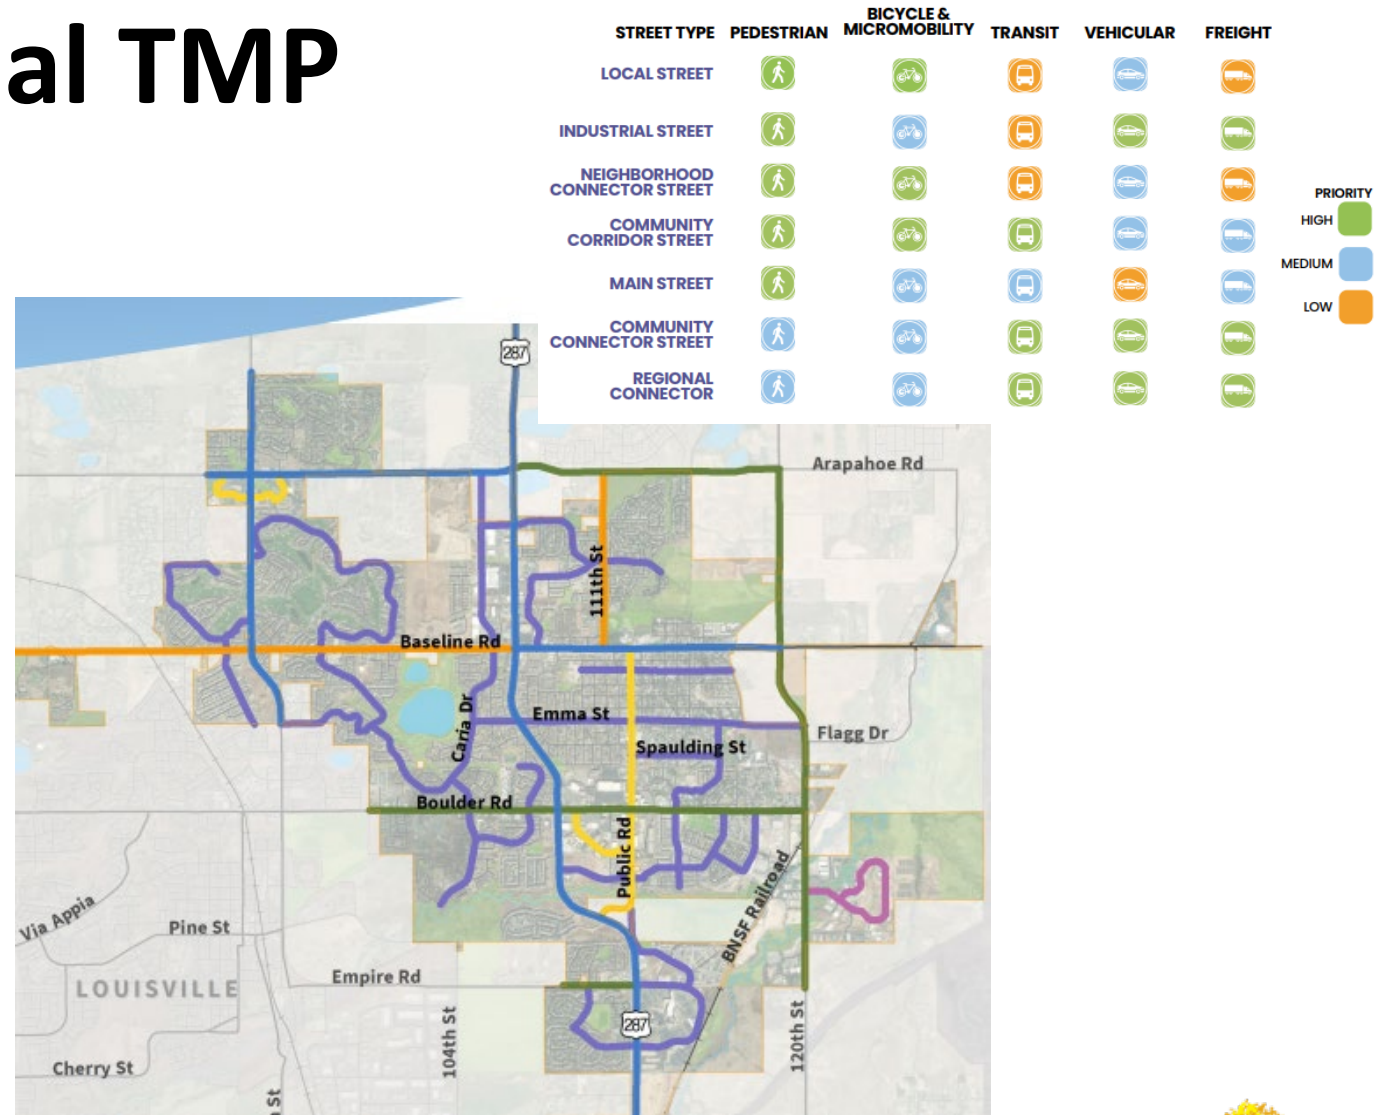 al TMP
STREET TYPE PEDESTRIAN BICYCLE & MICROMOBILITY TRANSIT VEHICULAR FREIGHT
LOCAL STREET
INDUSTRIAL STREET
NEIGHBORHOOD
CONNECTOR STREET
COMMUNITY
CORRIDOR STREET
MAIN STREET
COMMUNITY
CONNECTOR STREET
REGIONAL
CONNECTOR
PRIORITY
HIGH
MEDIUM
LOW
287
Arapahoe Rd
111th St
Baseline Rd
Caria Dr
Emma St
Flagg Dr
Spaulding St
Boulder Rd
Public Rd
BNSF Railroad
Via Appia
Pine St
LOUISVILLE
Empire Rd
104th St
287
120th St
Cherry St
St